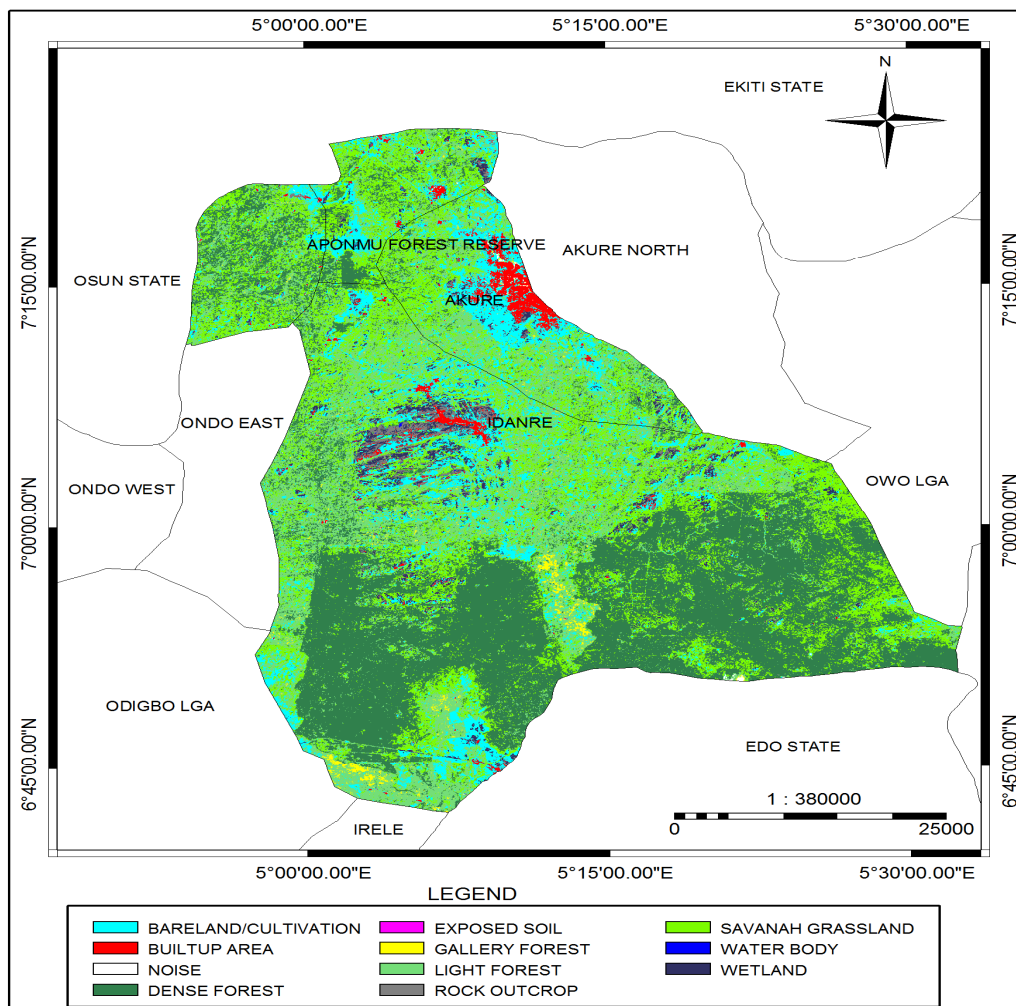 5°00'00.00"E 5°15'00.00"E 5°30'00.00"E
N
EKITI STATE
APONMU FOREST RESERVE
AKURE NORTH
OSUN STATE
7°15'00.00"N
7°15'00.00"N
AKURE
ONDO EAST
IDANRE
ONDO WEST
OWO LGA
7°00'00.00"N
7°00'00.00"N
ODIGBO LGA
EDO STATE
6°45'00.00"N
6°45'00.00"N
1 : 380000
0 25000
IRELE
5°00'00.00"E 5°15'00.00"E 5°30'00.00"E
LEGEND
BARELAND/CULTIVATION EXPOSED SOIL SAVANAH GRASSLAND
BUILTUP AREA GALLERY FOREST WATER BODY
NOISE LIGHT FOREST WETLAND
DENSE FOREST ROCK OUTCROP